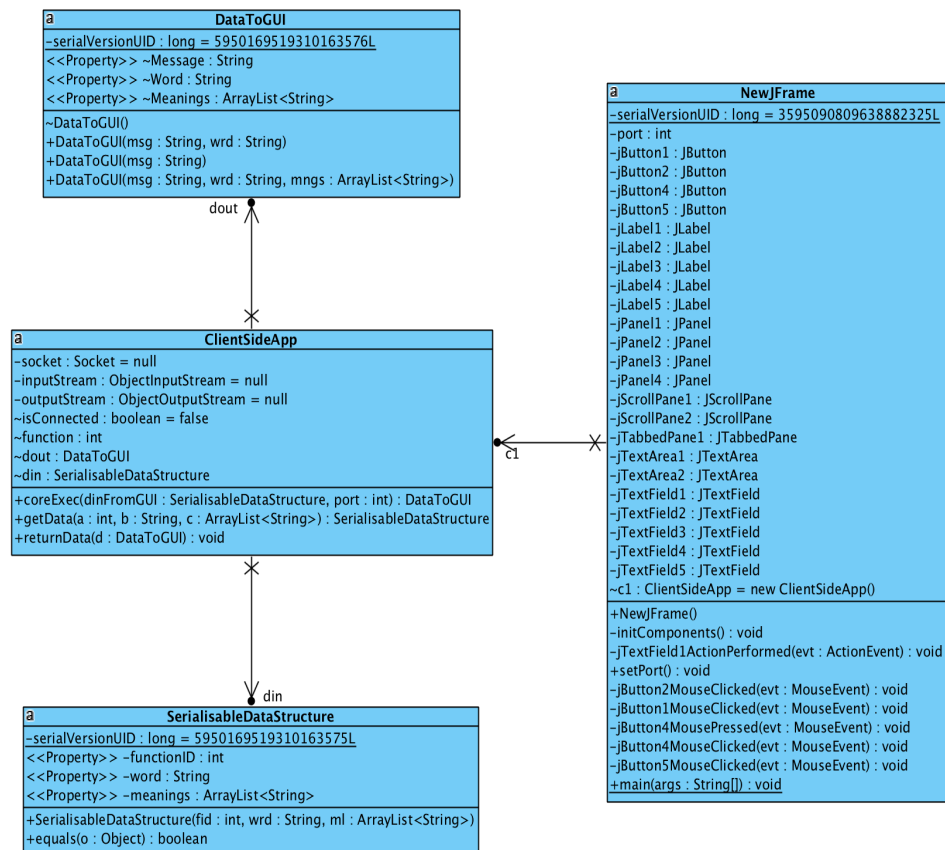 a
DataToGUI
-serialVersionUID : long = 5950169519310163576L
<<Property>> ~Message : String
<<Property>> ~Word : String
<<Property>> ~Meanings : ArrayList<String>
~DataToGUI()
+DataToGUI(msg : String, wrd : String)
+DataToGUI(msg : String)
+DataToGUI(msg : String, wrd : String, mngs : ArrayList<String>)
dout
a
ClientSideApp
-socket : Socket = null
-inputStream : ObjectInputStream = null
-outputStream : ObjectOutputStream = null
~isConnected : boolean = false
~function : int
~dout : DataToGUI
~din : SerialisableDataStructure
+coreExec(dinFromGUI : SerialisableDataStructure, port : int) : DataToGUI
+getData(a : int, b : String, c : ArrayList<String>) : SerialisableDataStructure
+returnData(d : DataToGUI) : void
c1
din
a
SerialisableDataStructure
-serialVersionUID : long = 5950169519310163575L
<<Property>> -functionID : int
<<Property>> -word : String
<<Property>> -meanings : ArrayList<String>
+SerialisableDataStructure(fid : int, wrd : String, ml : ArrayList<String>)
+equals(o : Object) : boolean
a
NewJFrame
-serialVersionUID : long = 3595090809638882325L
-port : int
-jButton1 : JButton
-jButton2 : JButton
-jButton4 : JButton
-jButton5 : JButton
-jLabel1 : JLabel
-jLabel2 : JLabel
-jLabel3 : JLabel
-jLabel4 : JLabel
-jLabel5 : JLabel
-jPanel1 : JPanel
-jPanel2 : JPanel
-jPanel3 : JPanel
-jPanel4 : JPanel
-jScrollPane1 : JScrollPane
-jScrollPane2 : JScrollPane
-jTabbedPane1 : JTabbedPane
-jTextArea1 : JTextArea
-jTextArea2 : JTextArea
-jTextField1 : JTextField
-jTextField2 : JTextField
-jTextField3 : JTextField
-jTextField4 : JTextField
-jTextField5 : JTextField
~c1 : ClientSideApp = new ClientSideApp()
+NewJFrame()
-initComponents() : void
-jTextField1ActionPerformed(evt : ActionEvent) : void
+setPort() : void
-jButton2MouseClicked(evt : MouseEvent) : void
-jButton1MouseClicked(evt : MouseEvent) : void
-jButton4MousePressed(evt : MouseEvent) : void
-jButton4MouseClicked(evt : MouseEvent) : void
-jButton5MouseClicked(evt : MouseEvent) : void
+main(args : String[]) : void